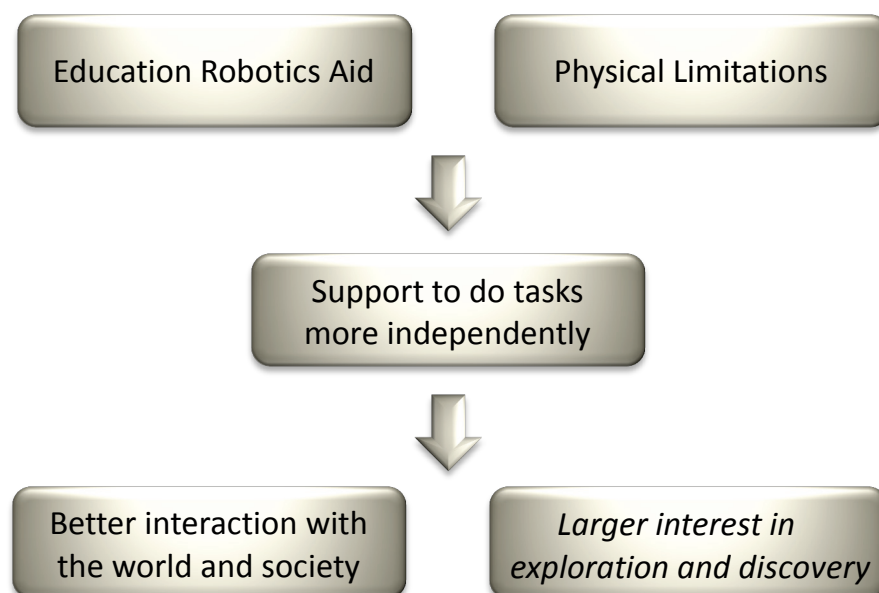 Education Robotics Aid
Physical Limitations
Support to do tasks
more independently
Better interaction with
the world and society
Larger interest in
exploration and discovery